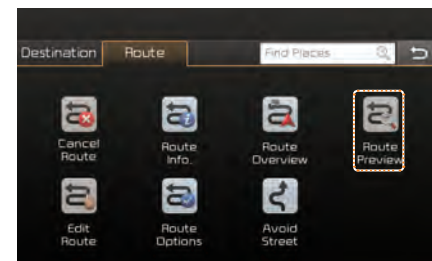 Destination
Route
Find Places
Cancel
Route
Route
Info.
Route
Overview
Route
Preview
Edit
Route
Route
Options
Avoid
Street